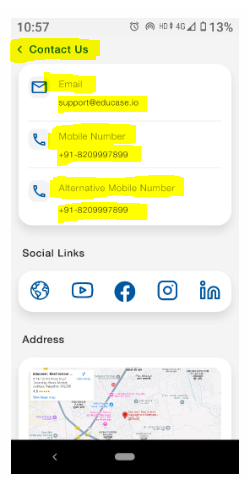 10:57
HD 4G 13%
Contact Us
Email
support@educase.io
Mobile Number
+91-8209997899
Alternative Mobile Number
+91-8209997899
Social Links
Address